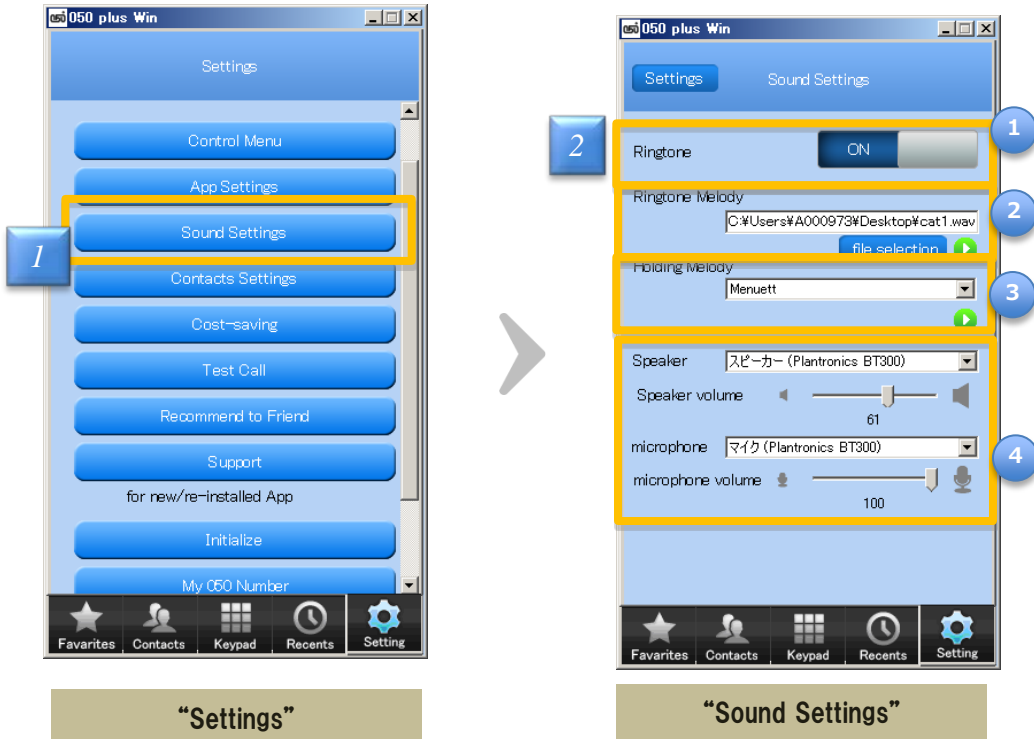 050 plus Win
Settings
Control Menu
App Settings
Sound Settings
1
Contacts Settings
Cost-saving
Test Call
Recommend to Friend
Support
for new/re-installed App
Initialize
My 050 Number
Favarites Contacts Keypad Recents Setting
“Settings”
050 plus Win
Settings Sound Settings
2
Ringtone ON
1
Ringtone Melody
C:¥Users¥A000973¥Desktop¥cat1.wav
2
file selection
Holding Melody
Menuett
3
Speaker スピーカー (Plantronics BT300)
Speaker volume
61
microphone マイク (Plantronics BT300)
4
microphone volume
100
Favarites Contacts Keypad Recents Setting
“Sound Settings”